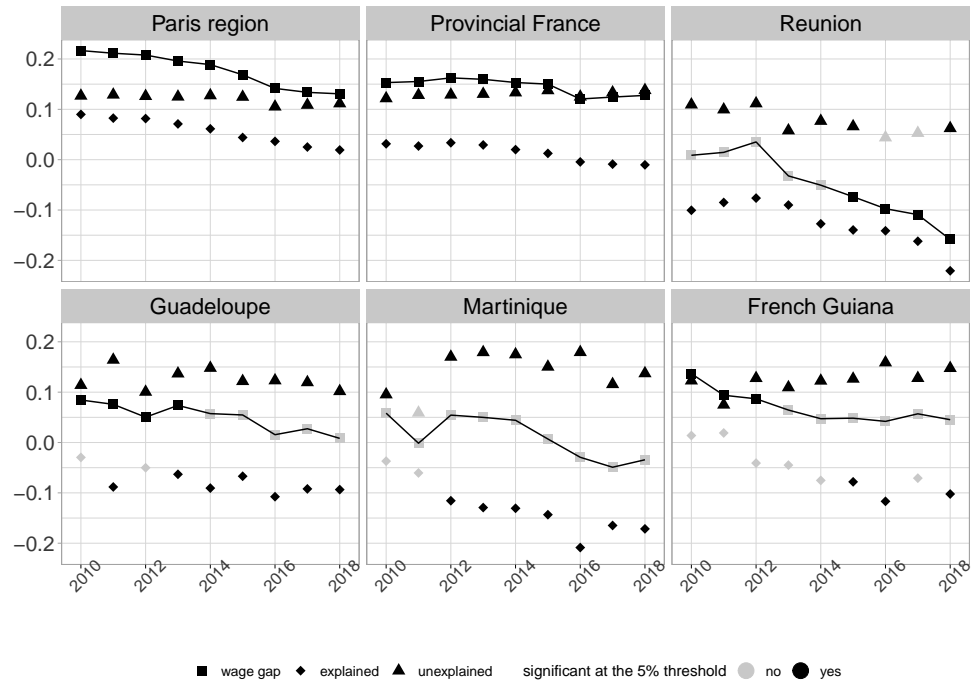 Paris region Provincial France Reunion
0.2
0.1
0.0
−0.1
−0.2
Guadeloupe Martinique French Guiana
0.2
0.1
0.0
−0.1
−0.2
2010 2012 2014 2016 2018 2010 2012 2014 2016 2018 2010 2012 2014 2016 2018
wage gap explained unexplained significant at the 5% threshold no yes